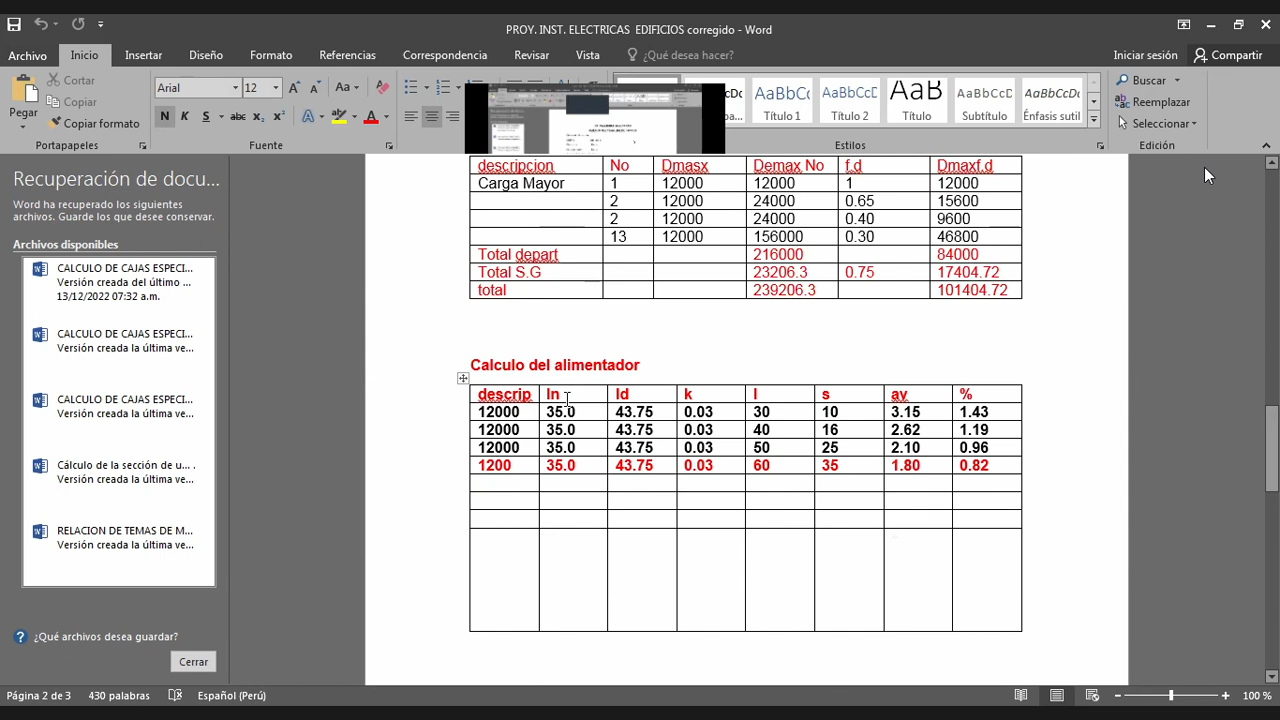 PROY. INST. ELECTRICAS EDIFICIOS corregido - Word
Archivo Inicio Insertar Diseño Formato Referencias Correspondencia Revisar Vista ¿Qué desea hacer? Iniciar sesión Compartir
Pegar
Cortar
Copiar
Copiar formato
Arial 12 Aa
N K S abc x₂ x² A A
Título 1 Título 2 Título Subtítulo Énfasis sutil
Buscar
Reemplazar
Seleccionar
Portapapeles Fuente Estilos Edición
Recuperación de docu...
Word ha recuperado los siguientes
archivos. Guarde los que desee conservar.
Archivos disponibles
CALCULO DE CAJAS ESPECI...
Versión creada del último ...
13/12/2022 07:32 a.m.
CALCULO DE CAJAS ESPECI...
Versión creada la última ve...
CALCULO DE CAJAS ESPECI...
Versión creada la última ve...
Cálculo de la sección de u... .
Versión creada la última ve...
RELACION DE TEMAS DE M...
Versión creada la última ve...
¿Qué archivos desea guardar?
Cerrar
descripcion No Dmasx Demax No f.d Dmaxf.d
Carga Mayor 1 12000 12000 1 12000
2 12000 24000 0.65 15600
2 12000 24000 0.40 9600
13 12000 156000 0.30 46800
Total depart 216000 84000
Total S.G 23206.3 0.75 17404.72
total 239206.3 101404.72
Calculo del alimentador
descrip In Id k l s av %
12000 35.0 43.75 0.03 30 10 3.15 1.43
12000 35.0 43.75 0.03 40 16 2.62 1.19
12000 35.0 43.75 0.03 50 25 2.10 0.96
1200 35.0 43.75 0.03 60 35 1.80 0.82
Página 2 de 3 430 palabras Español (Perú) 100 %